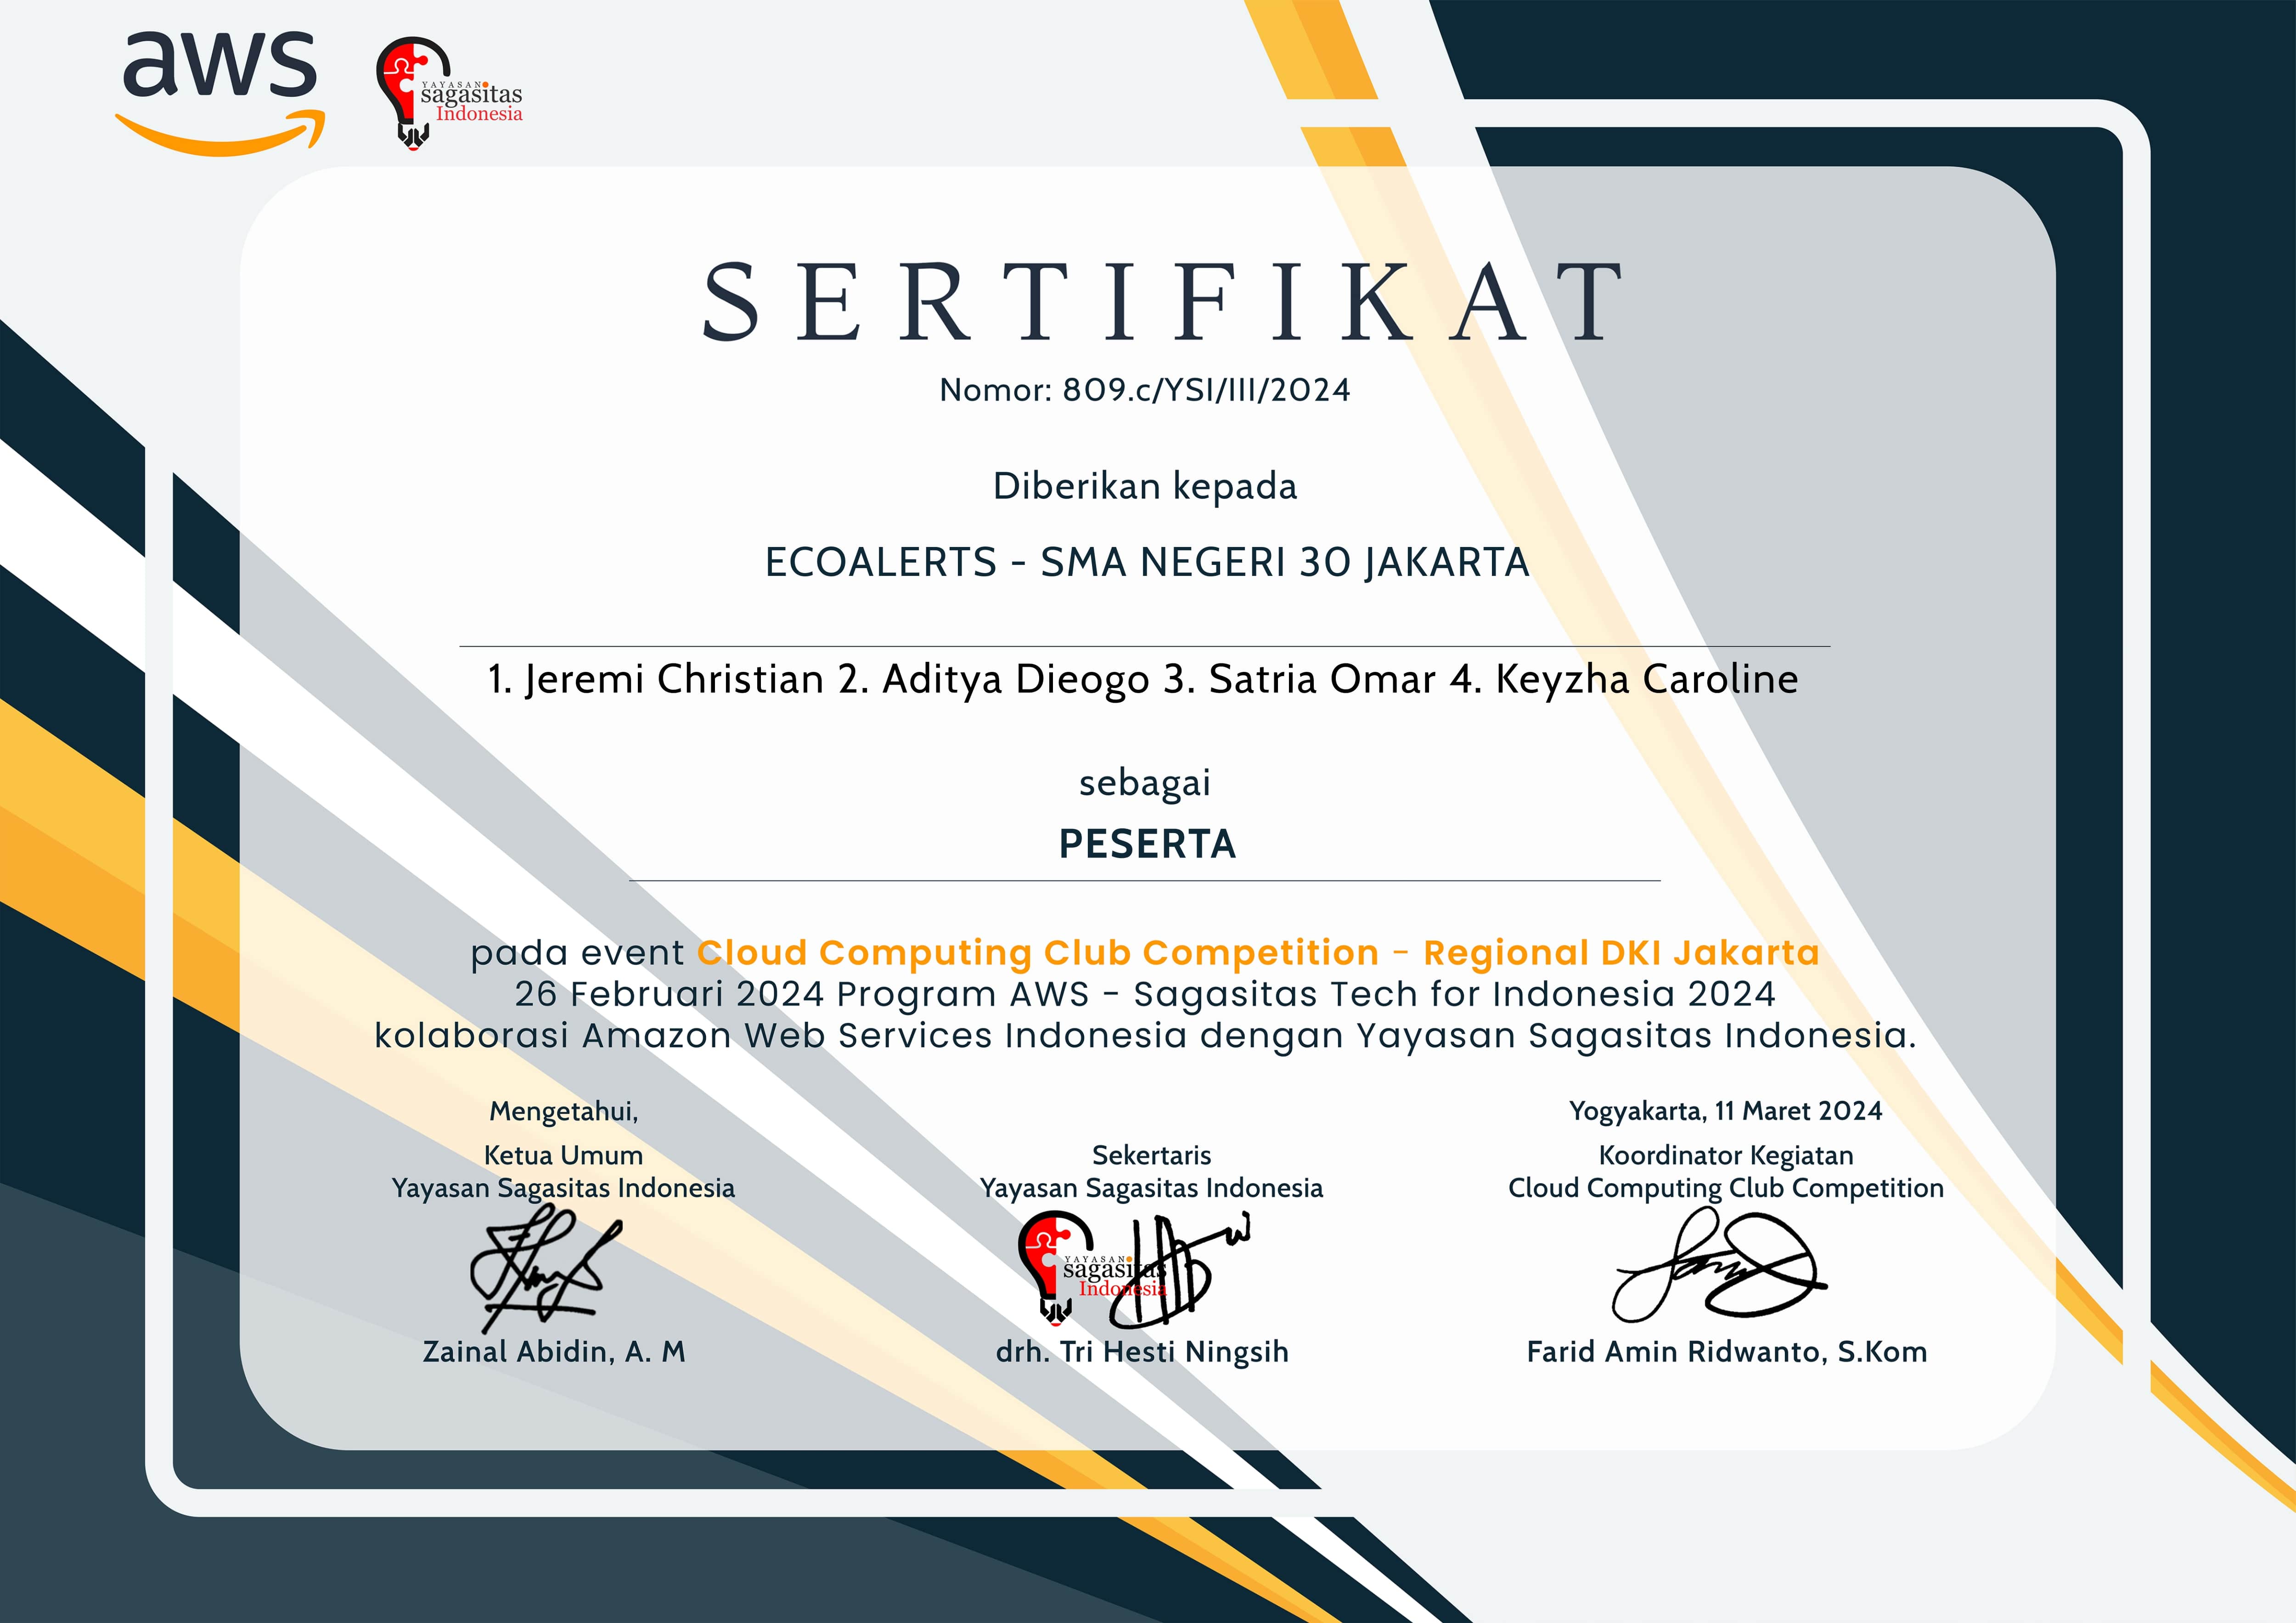 aws
YAYASAN
sagasitas
Indonesia
SERTIFIKAT
Nomor: 809.c/YSI/III/2024
Diberikan kepada
ECOALERTS - SMA NEGERI 30 JAKARTA
1. Jeremi Christian 2. Aditya Dieogo 3. Satria Omar 4. Keyzha Caroline
sebagai
PESERTA
pada event Cloud Computing Club Competition - Regional DKI Jakarta
26 Februari 2024 Program AWS - Sagasitas Tech for Indonesia 2024
kolaborasi Amazon Web Services Indonesia dengan Yayasan Sagasitas Indonesia.
Mengetahui,
Ketua Umum
Yayasan Sagasitas Indonesia
Zainal Abidin, A. M
Sekertaris
Yayasan Sagasitas Indonesia
YAYASAN
sagasitas
Indonesia
drh. Tri Hesti Ningsih
Yogyakarta, 11 Maret 2024
Koordinator Kegiatan
Cloud Computing Club Competition
Farid Amin Ridwanto, S.Kom